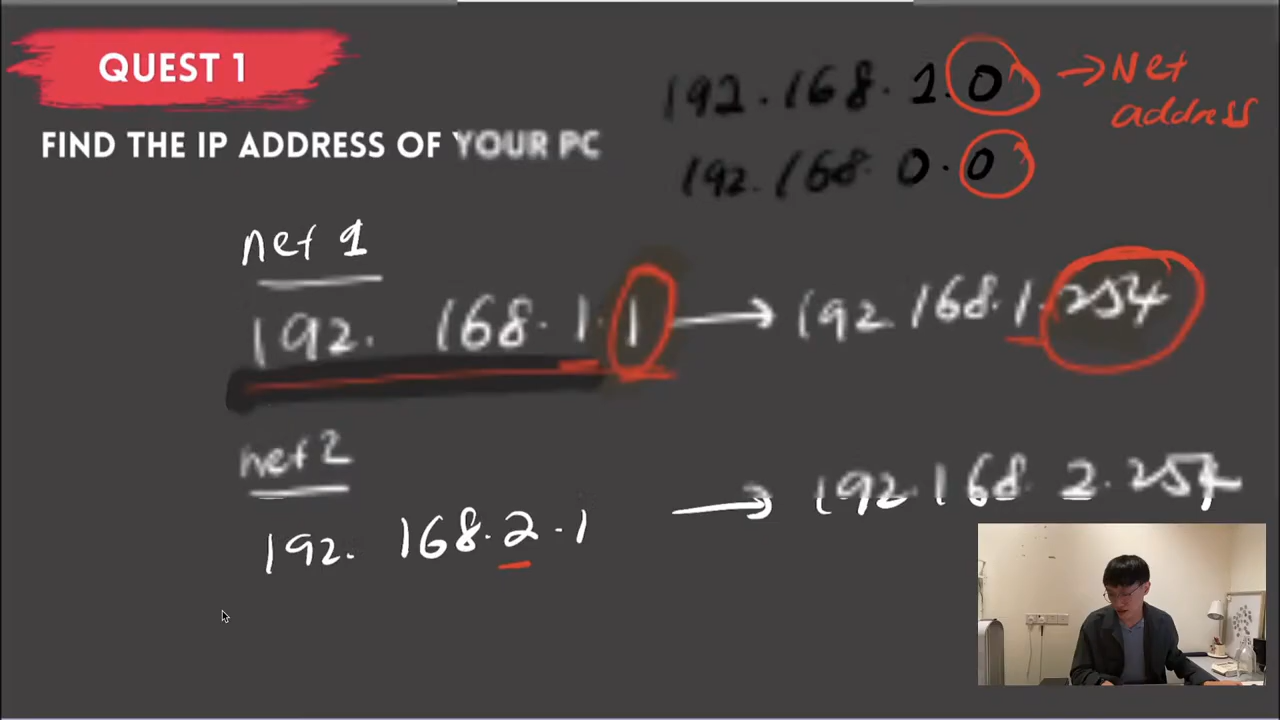 QUEST 1
FIND THE IP ADDRESS OF YOUR PC
192.168.1.0 → Net address
192.168.0.0
net 1
192. 168.1.1 → 192.168.1.254
net 2
192. 168.2.1 → 192.168.2.254